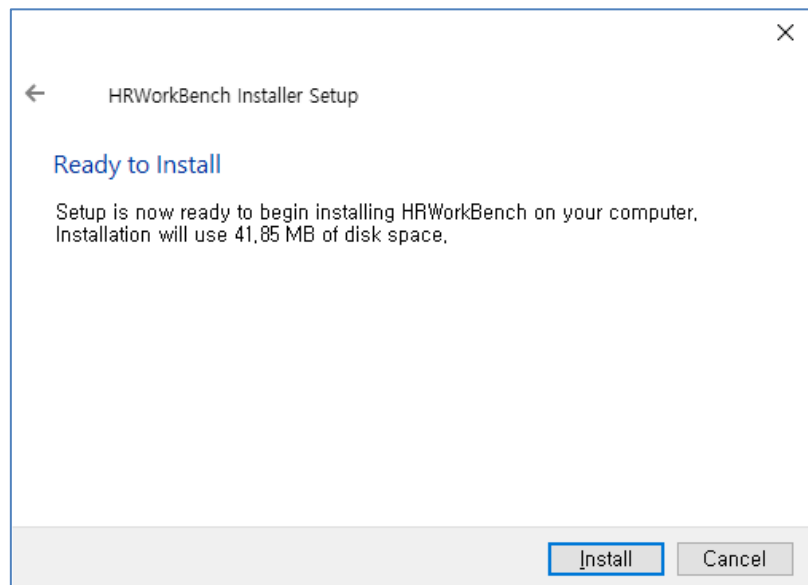 HRWorkBench Installer Setup
Ready to Install
Setup is now ready to begin installing HRWorkBench on your computer.
Installation will use 41.85 MB of disk space.
Install
Cancel